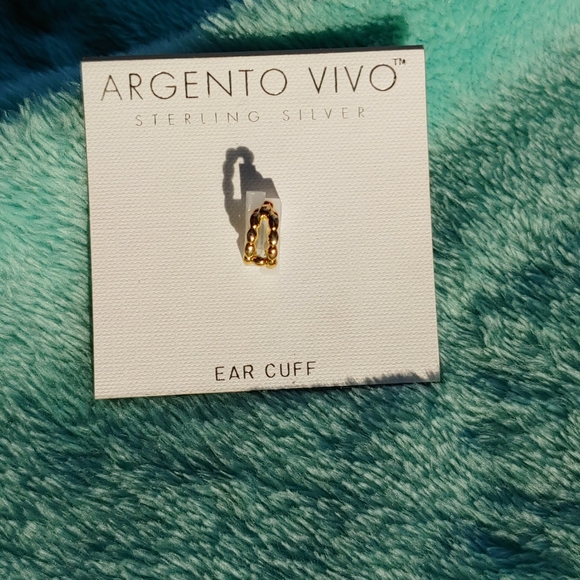 ARGENTO VIVO™
STERLING SILVER
EAR CUFF